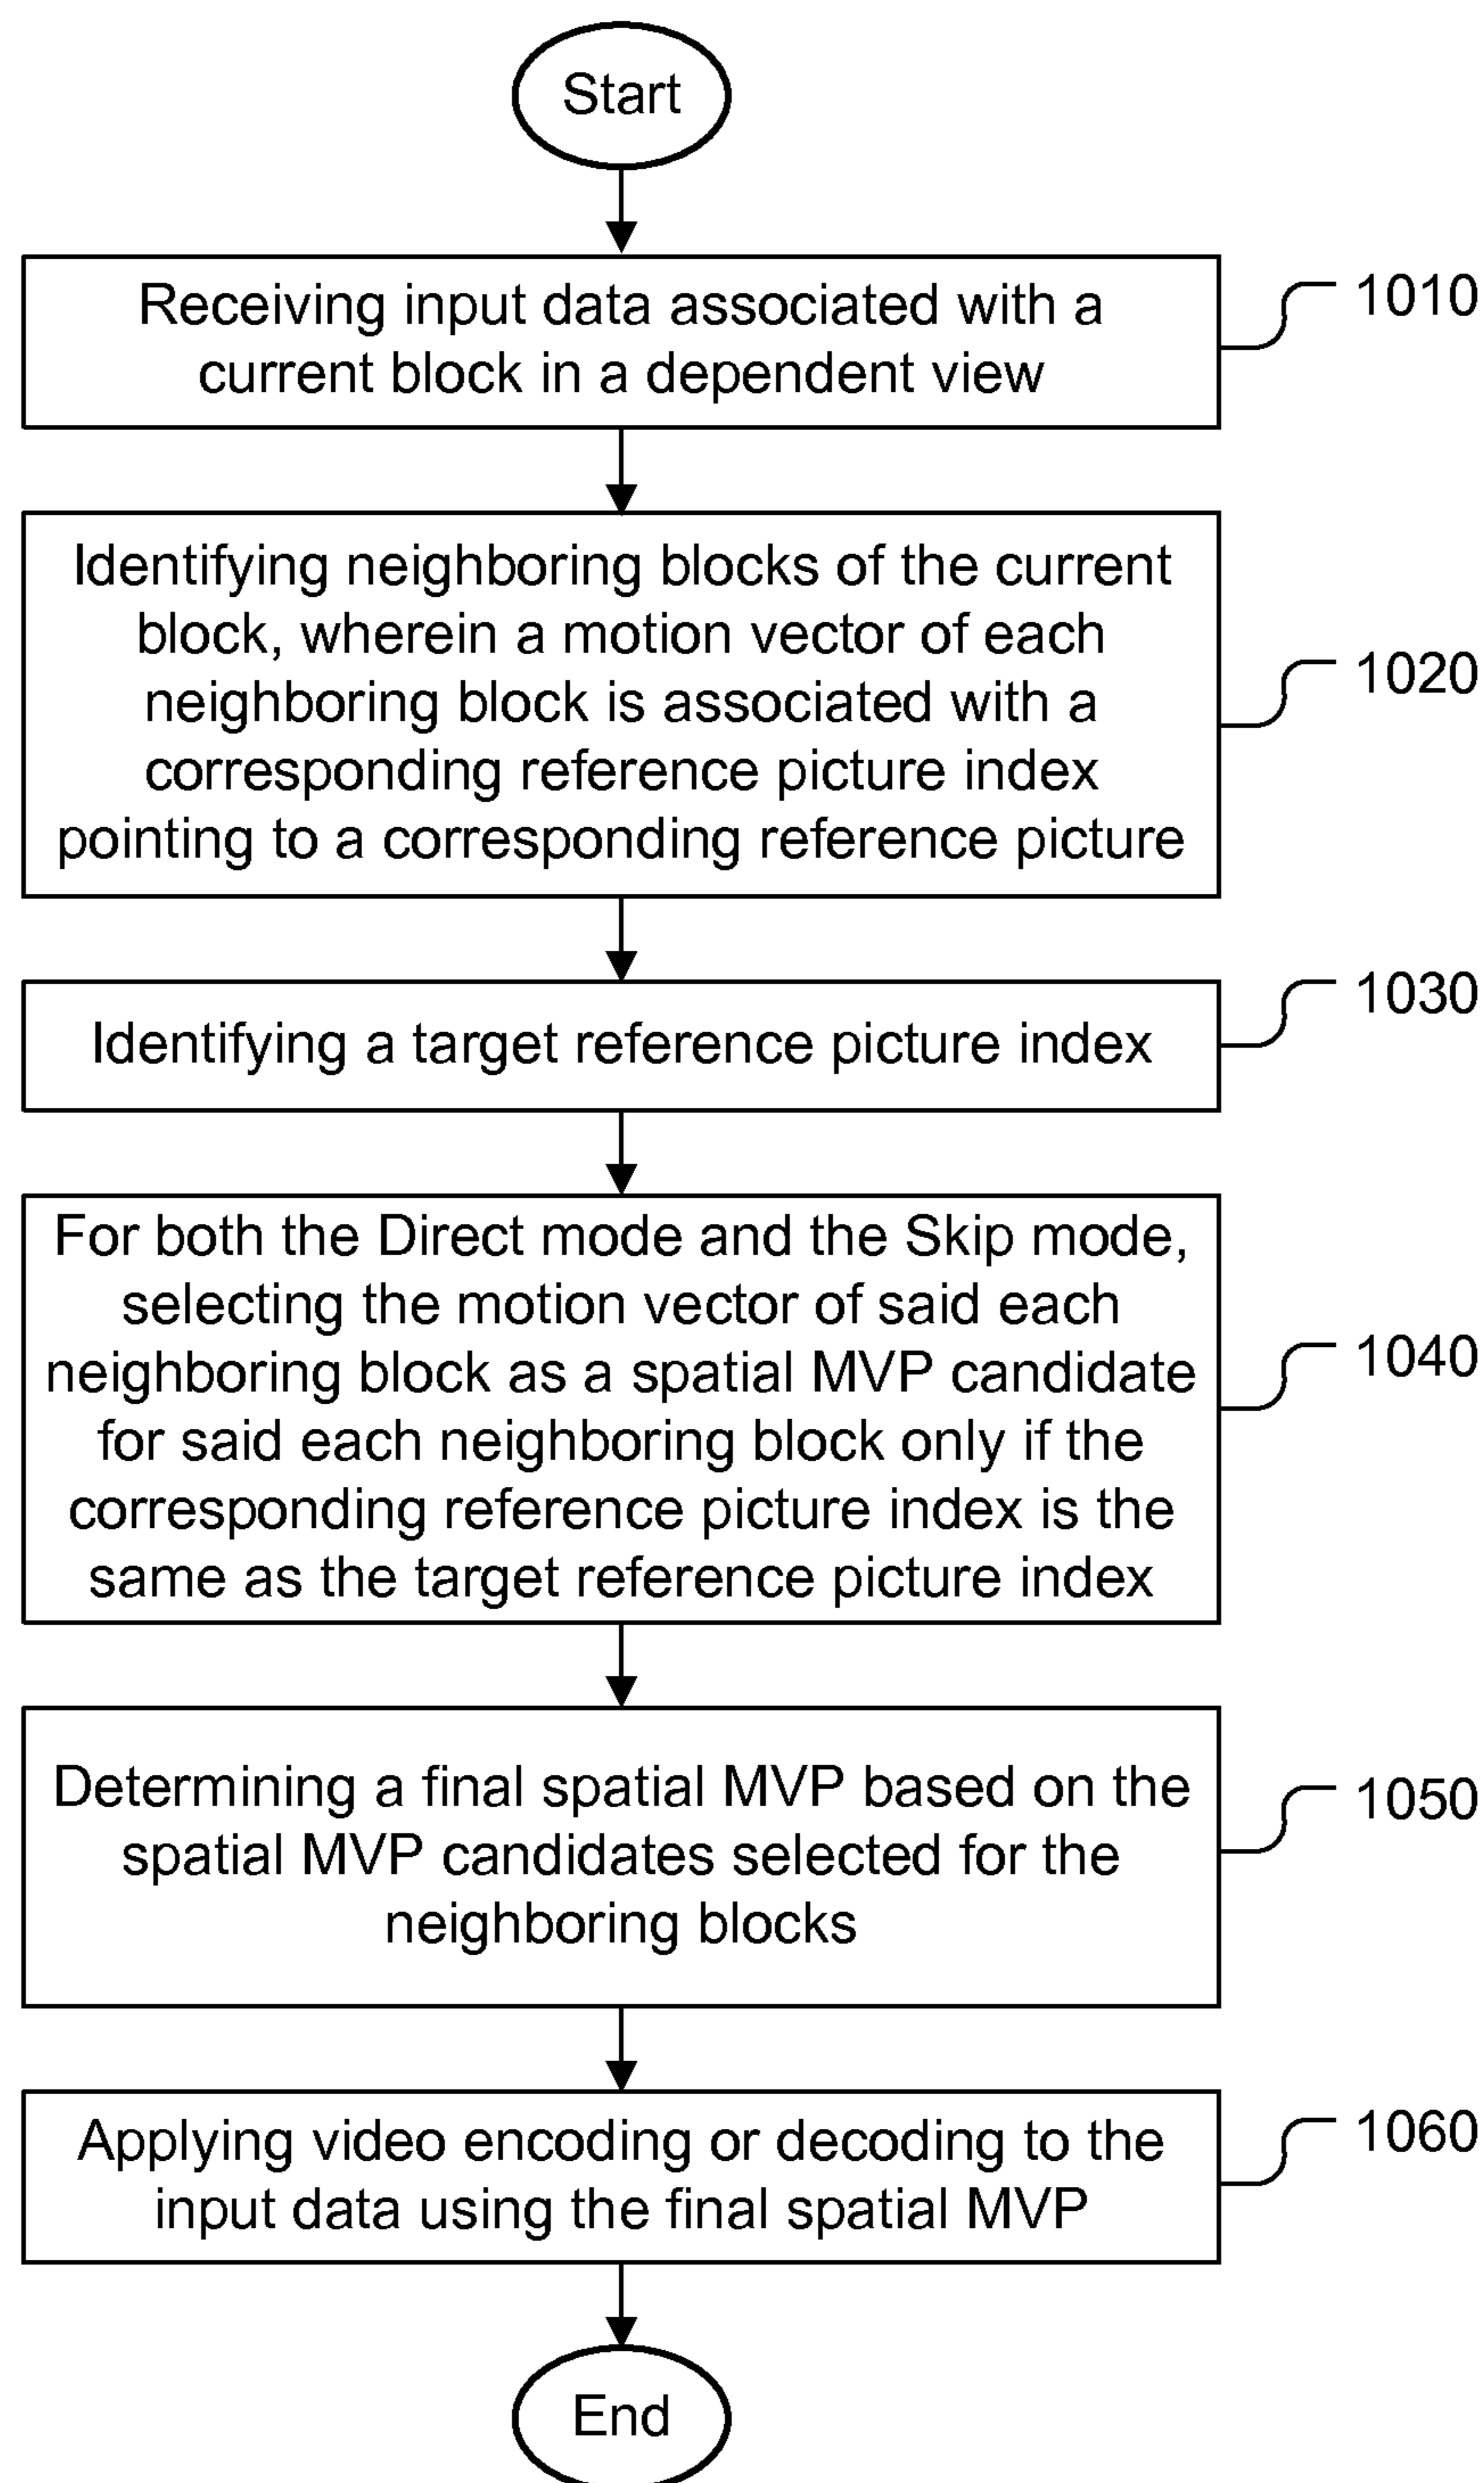 Start
Receiving input data associated with a
current block in a dependent view
1010
Identifying neighboring blocks of the current
block, wherein a motion vector of each
neighboring block is associated with a
corresponding reference picture index
pointing to a corresponding reference picture
1020
Identifying a target reference picture index
1030
For both the Direct mode and the Skip mode,
selecting the motion vector of said each
neighboring block as a spatial MVP candidate
for said each neighboring block only if the
corresponding reference picture index is the
same as the target reference picture index
1040
Determining a final spatial MVP based on the
spatial MVP candidates selected for the
neighboring blocks
1050
Applying video encoding or decoding to the
input data using the final spatial MVP
1060
End